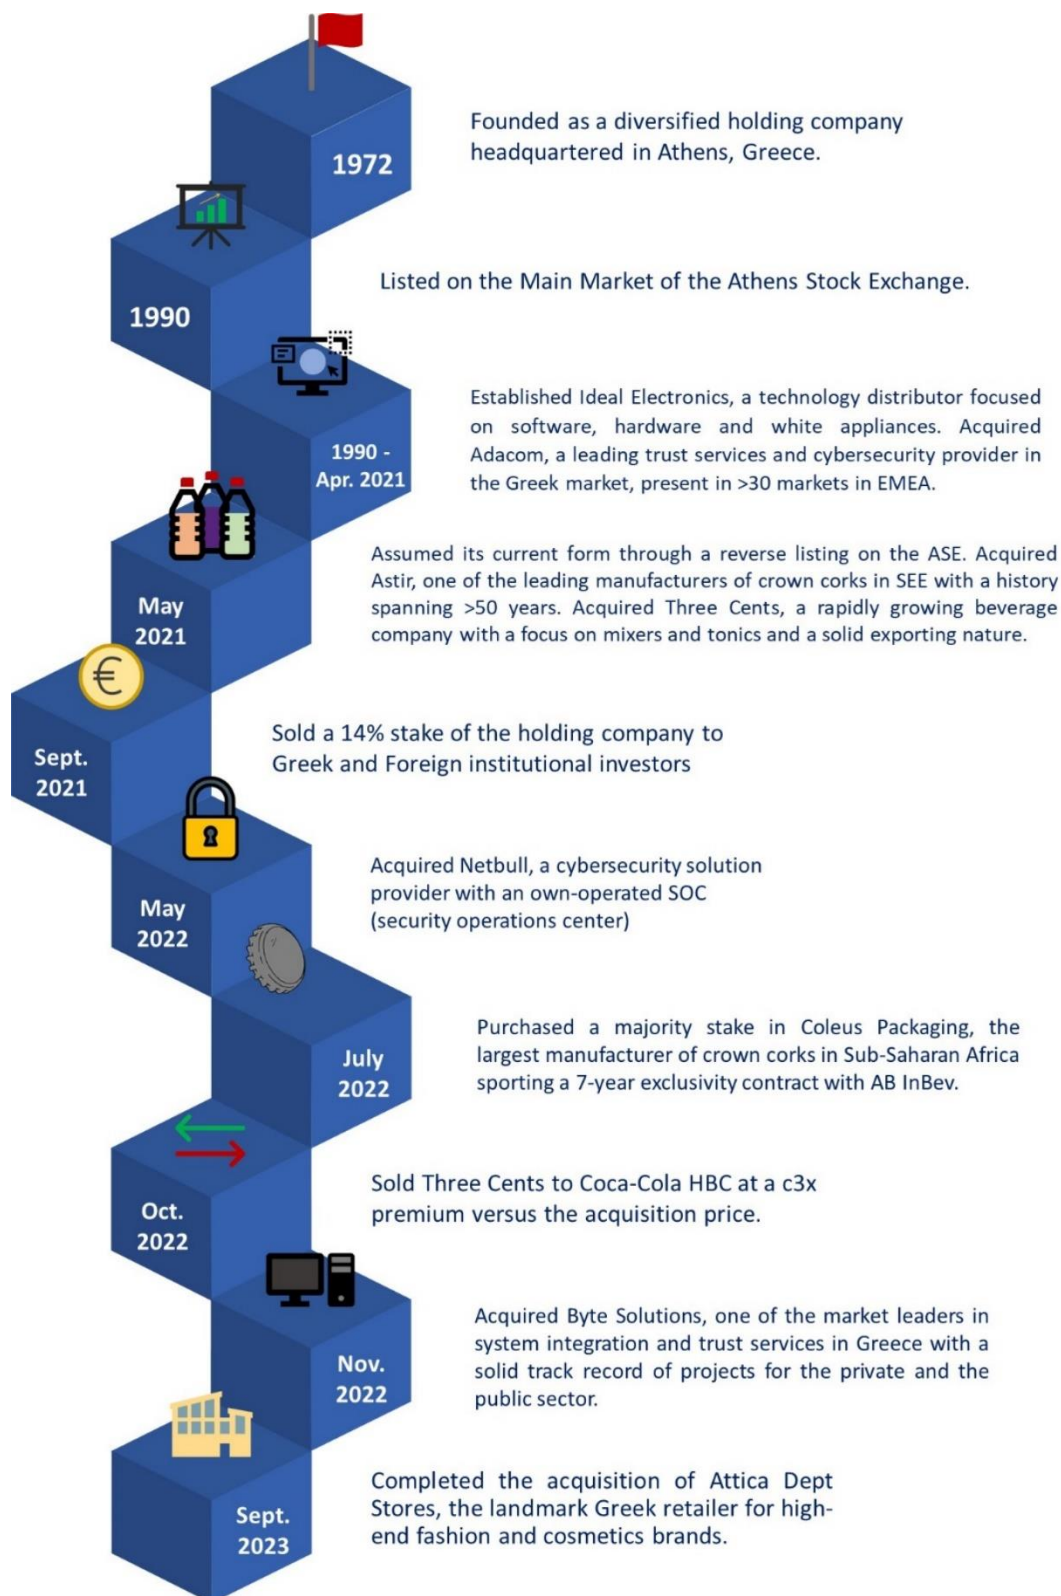 1972
Founded as a diversified holding company
headquartered in Athens, Greece.
1990
Listed on the Main Market of the Athens Stock Exchange.
1990 -
Apr. 2021
Established Ideal Electronics, a technology distributor focused
on software, hardware and white appliances. Acquired
Adacom, a leading trust services and cybersecurity provider in
the Greek market, present in >30 markets in EMEA.
May
2021
Assumed its current form through a reverse listing on the ASE. Acquired
Astir, one of the leading manufacturers of crown corks in SEE with a history
spanning >50 years. Acquired Three Cents, a rapidly growing beverage
company with a focus on mixers and tonics and a solid exporting nature.
€
Sept.
2021
Sold a 14% stake of the holding company to
Greek and Foreign institutional investors
May
2022
Acquired Netbull, a cybersecurity solution
provider with an own-operated SOC
(security operations center)
July
2022
Purchased a majority stake in Coleus Packaging, the
largest manufacturer of crown corks in Sub-Saharan Africa
sporting a 7-year exclusivity contract with AB InBev.
Oct.
2022
Sold Three Cents to Coca-Cola HBC at a c3x
premium versus the acquisition price.
Nov.
2022
Acquired Byte Solutions, one of the market leaders in
system integration and trust services in Greece with a
solid track record of projects for the private and the
public sector.
Sept.
2023
Completed the acquisition of Attica Dept
Stores, the landmark Greek retailer for high-
end fashion and cosmetics brands.